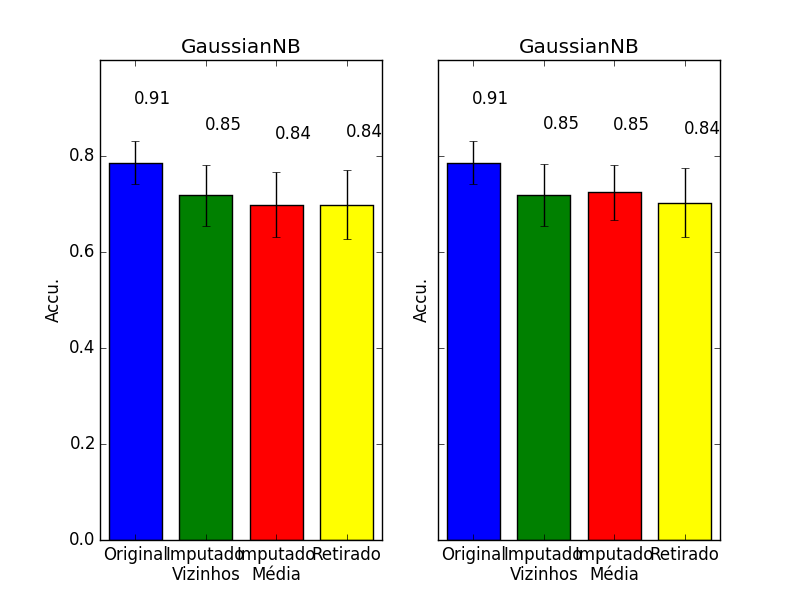 GaussianNB
0.91
0.85
0.84
0.84
0.8
0.6
0.4
0.2
0.0
Accu.
Original Imputado Imputado Retirado
Vizinhos Média
GaussianNB
0.91
0.85
0.85
0.84
Accu.
Original Imputado Imputado Retirado
Vizinhos Média